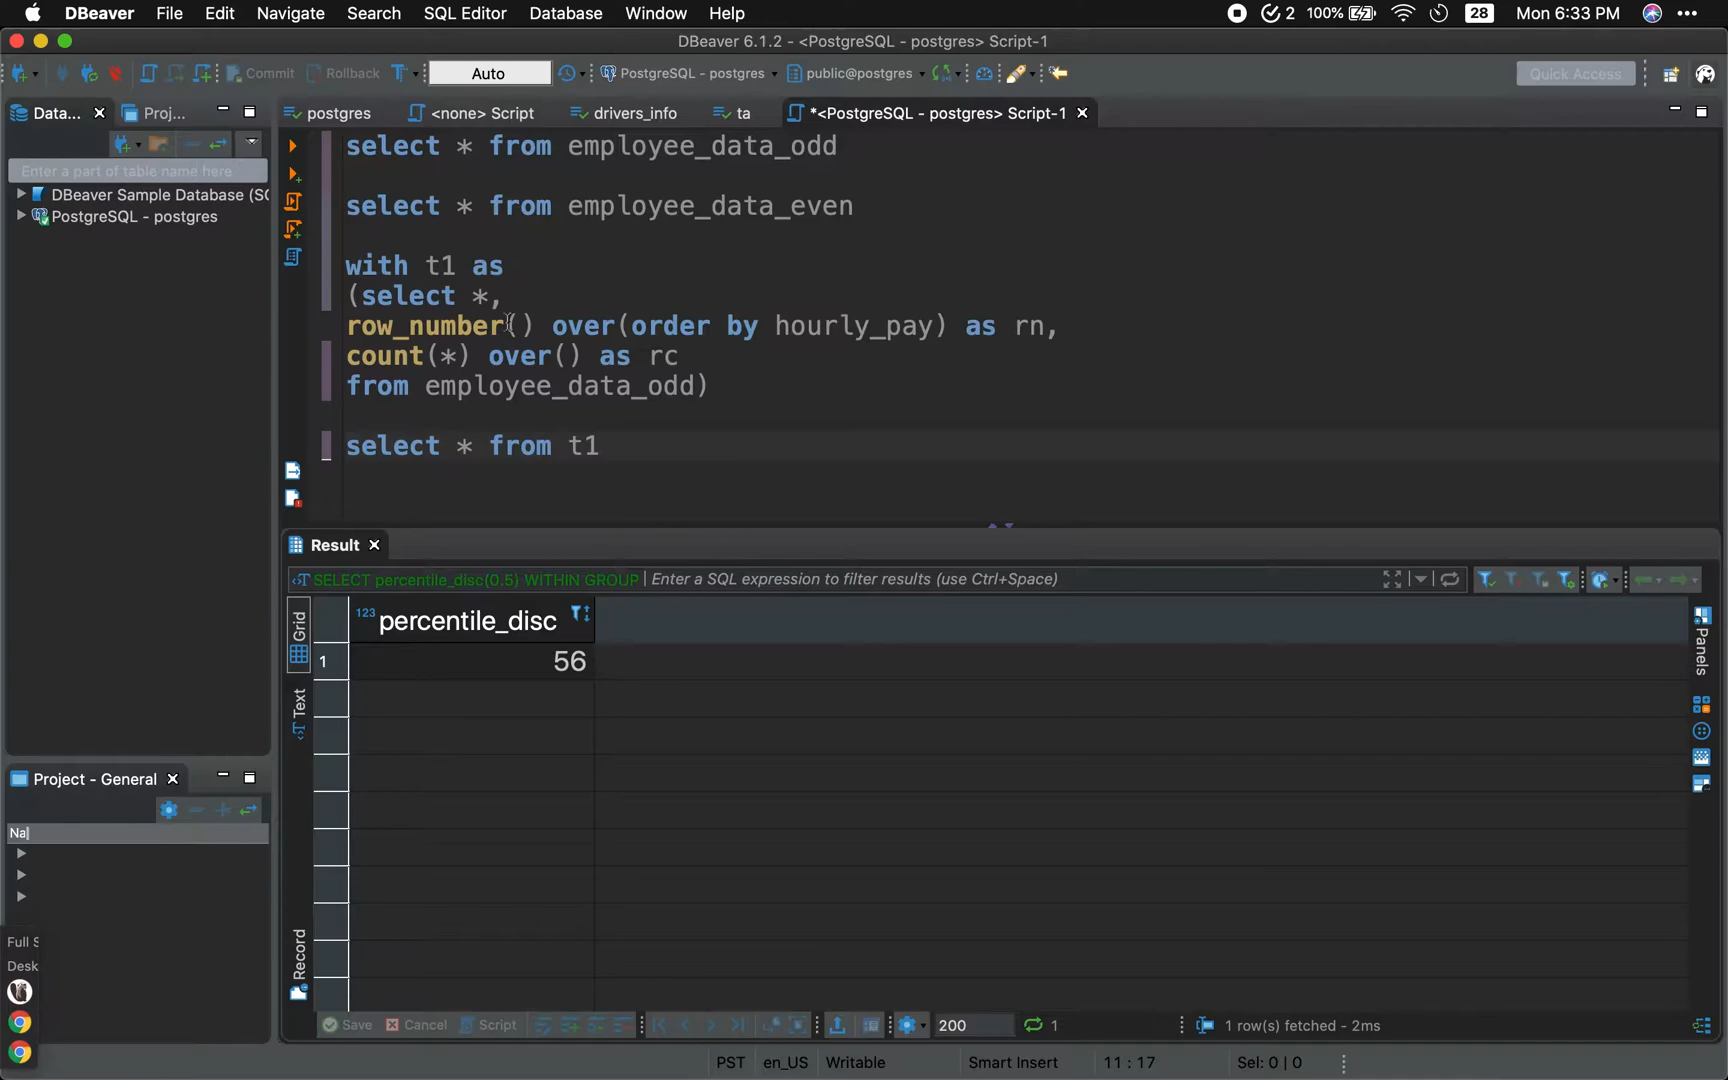 DBeaver File Edit Navigate Search SQL Editor Database Window Help 2 100% 28 Mon 6:33 PM
DBeaver 6.1.2 - <PostgreSQL - postgres> Script-1
Commit Rollback Auto PostgreSQL - postgres public@postgres Quick Access
Data... Proj... postgres <none> Script drivers_info ta *<PostgreSQL - postgres> Script-1
Enter a part of table name here
DBeaver Sample Database (SQ
PostgreSQL - postgres
select * from employee_data_odd
select * from employee_data_even
with t1 as
(select *,
row_number() over(order by hourly_pay) as rn,
count(*) over() as rc
from employee_data_odd)
select * from t1
Result
SELECT percentile_disc(0.5) WITHIN GROUP Enter a SQL expression to filter results (use Ctrl+Space)
Grid
Text
Record
123 percentile_disc
1 56
Panels
Project - General
Na
Full S
Desk
Save Cancel Script 200 1 1 row(s) fetched - 2ms
PST en_US Writable Smart Insert 11 : 17 Sel: 0 | 0